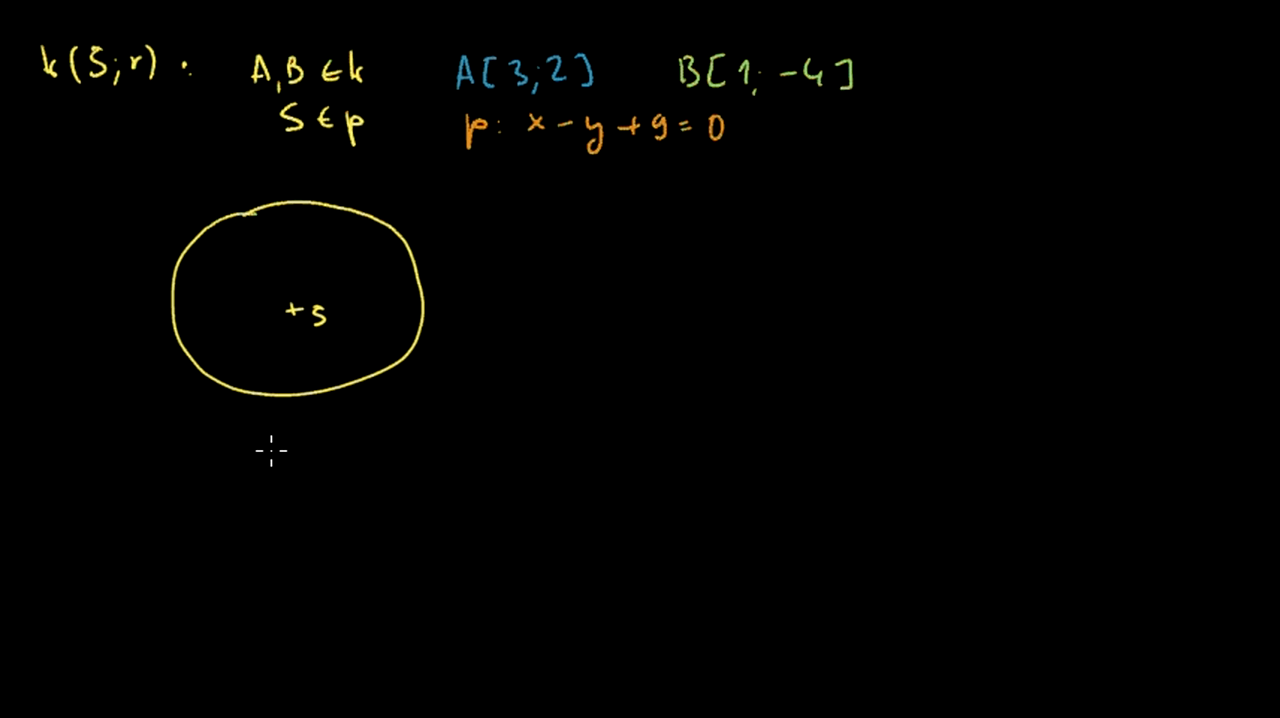 k(S;r): A,B ∈ k A[3;2] B[1;-4]
S ∈ p p: x - y + 9 = 0
+ S